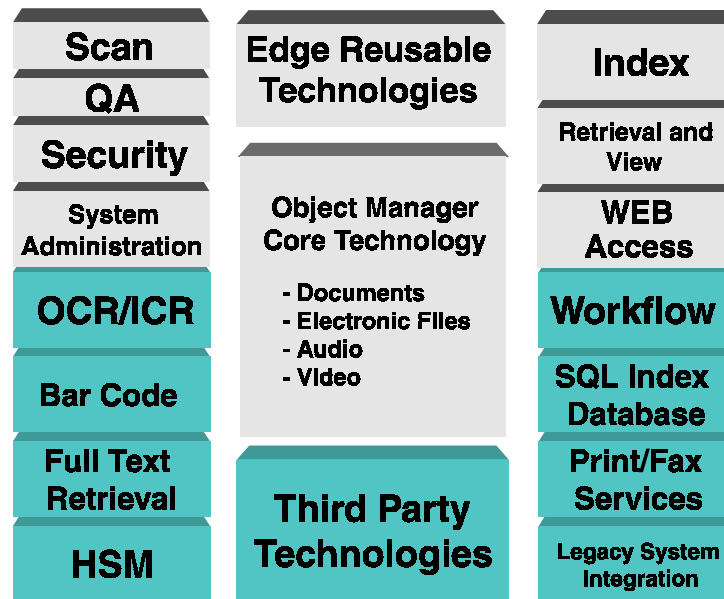 Scan
QA
Security
System
Administration
OCR/ICR
Bar Code
Full Text
Retrieval
HSM
Edge Reusable
Technologies
Object Manager
Core Technology
- Documents
- Electronic FIles
- Audio
- VIdeo
Third Party
Technologies
Index
Retrieval and
View
WEB
Access
Workflow
SQL Index
Database
Print/Fax
Services
Legacy System
Integration